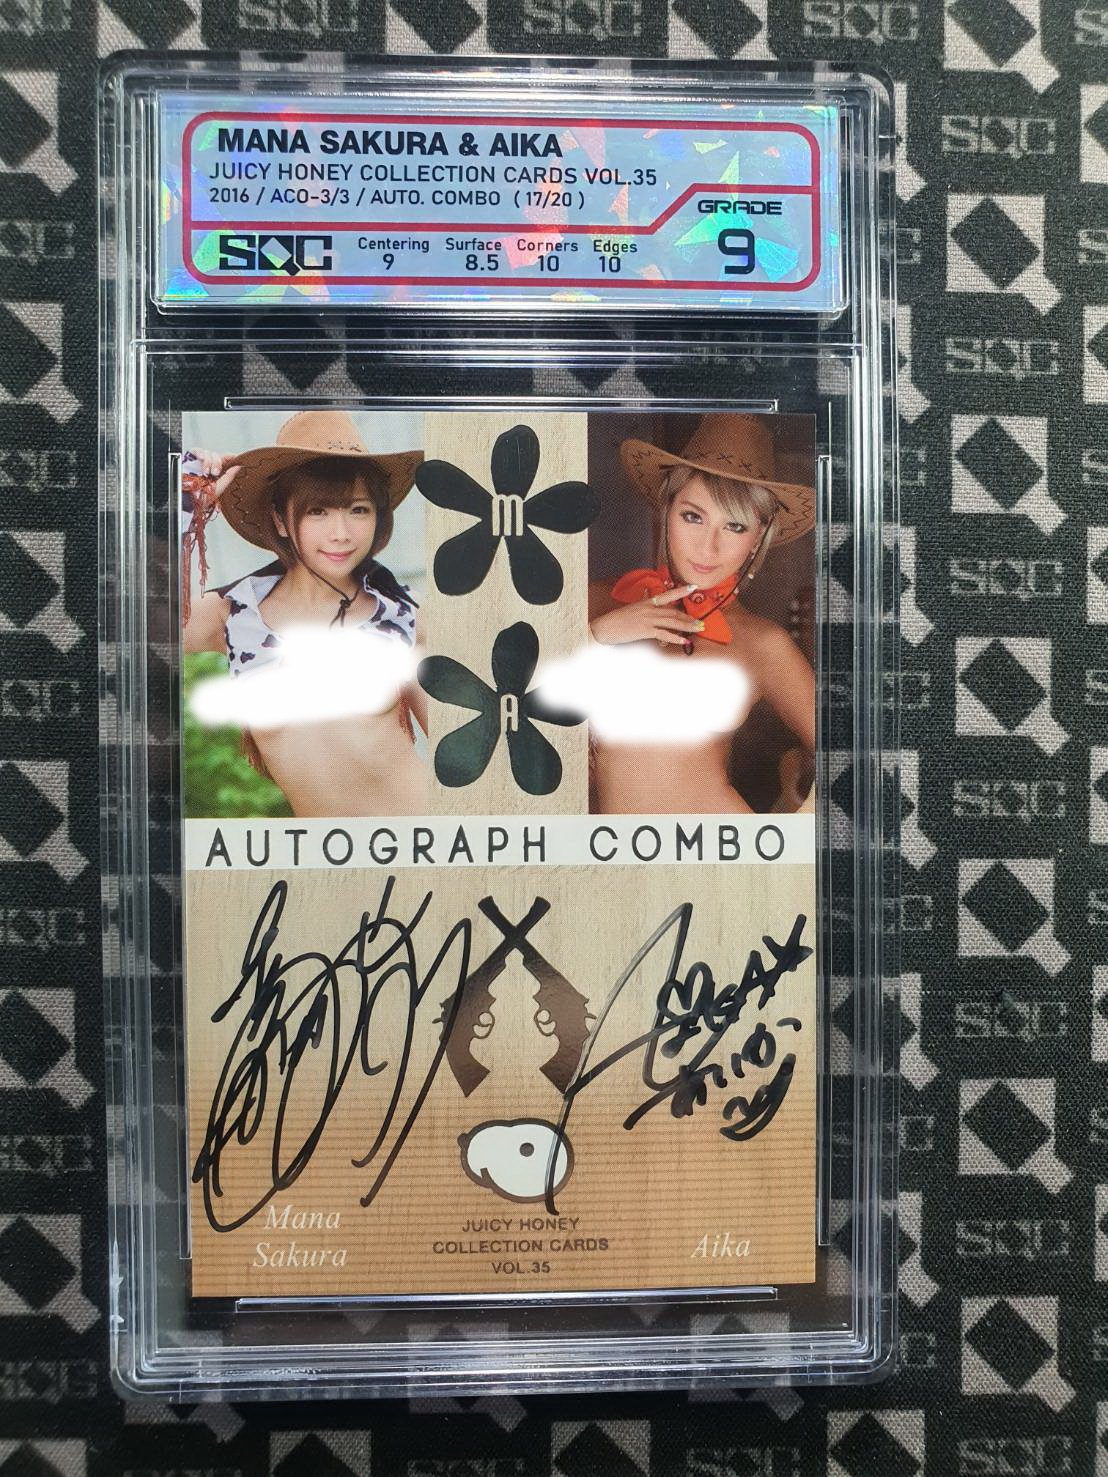 MANA SAKURA & AIKA
JUICY HONEY COLLECTION CARDS VOL.35
2016 / ACO-3/3 / AUTO. COMBO ( 17/20 )
GRADE
9
SQC
Centering Surface Corners Edges
9 8.5 10 10
M
A
AUTOGRAPH COMBO
Mana
Sakura
JUICY HONEY
COLLECTION CARDS
VOL.35
Aika